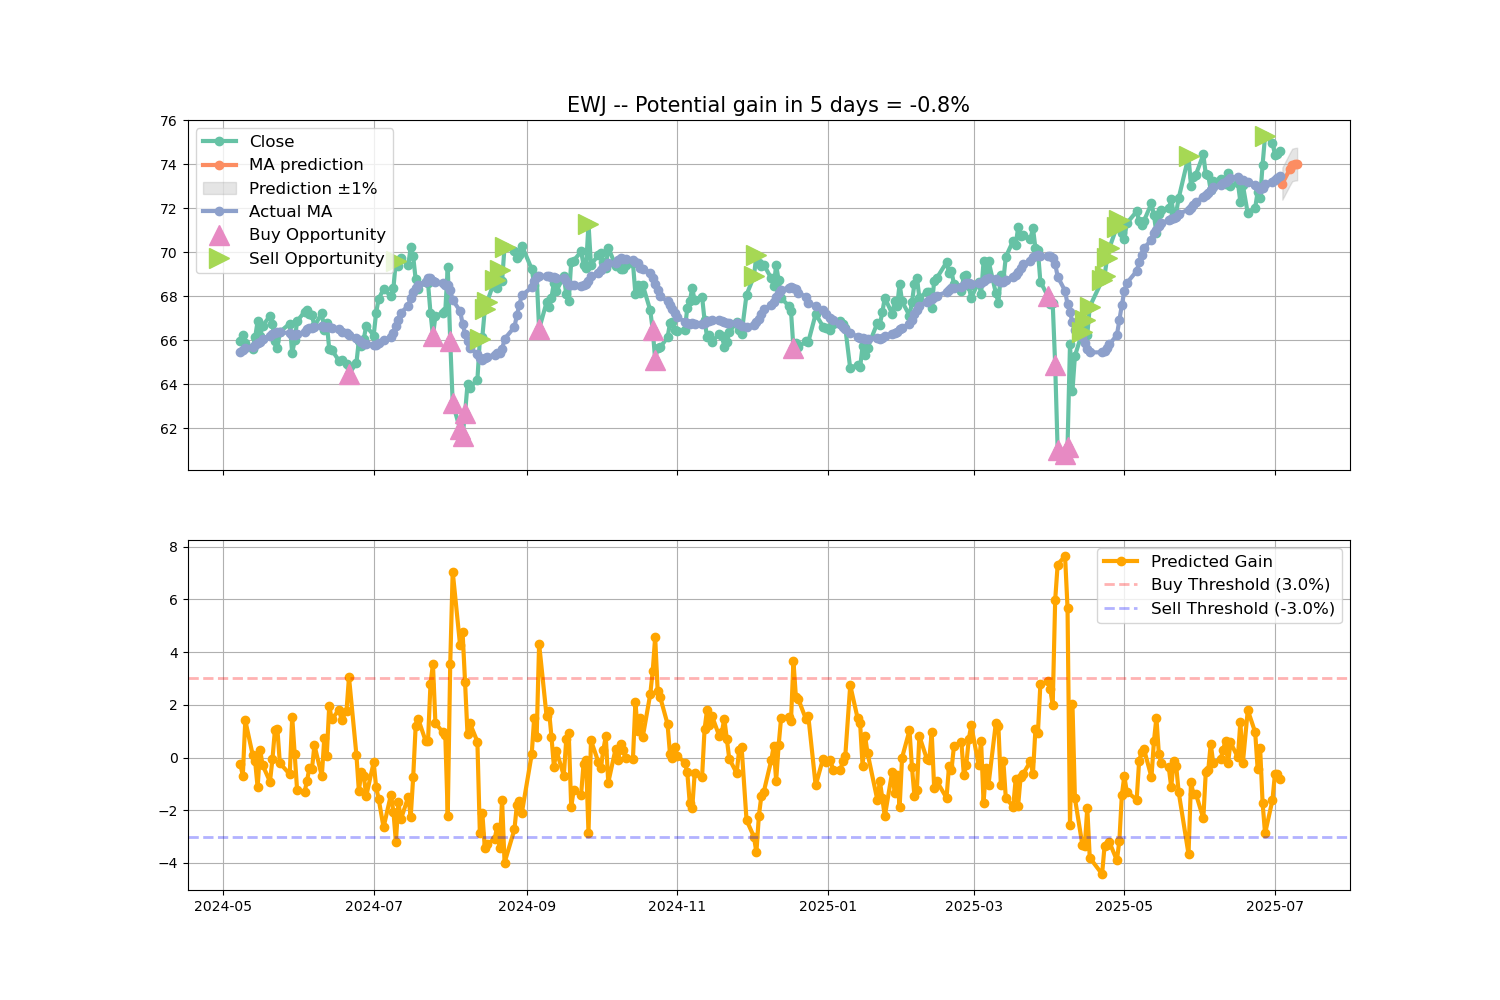 EWJ -- Potential gain in 5 days = -0.8%
76
74
72
70
68
66
64
62
Close
MA prediction
Prediction ±1%
Actual MA
Buy Opportunity
Sell Opportunity
8
6
4
2
0
−2
−4
Predicted Gain
Buy Threshold (3.0%)
Sell Threshold (-3.0%)
2024-05
2024-07
2024-09
2024-11
2025-01
2025-03
2025-05
2025-07